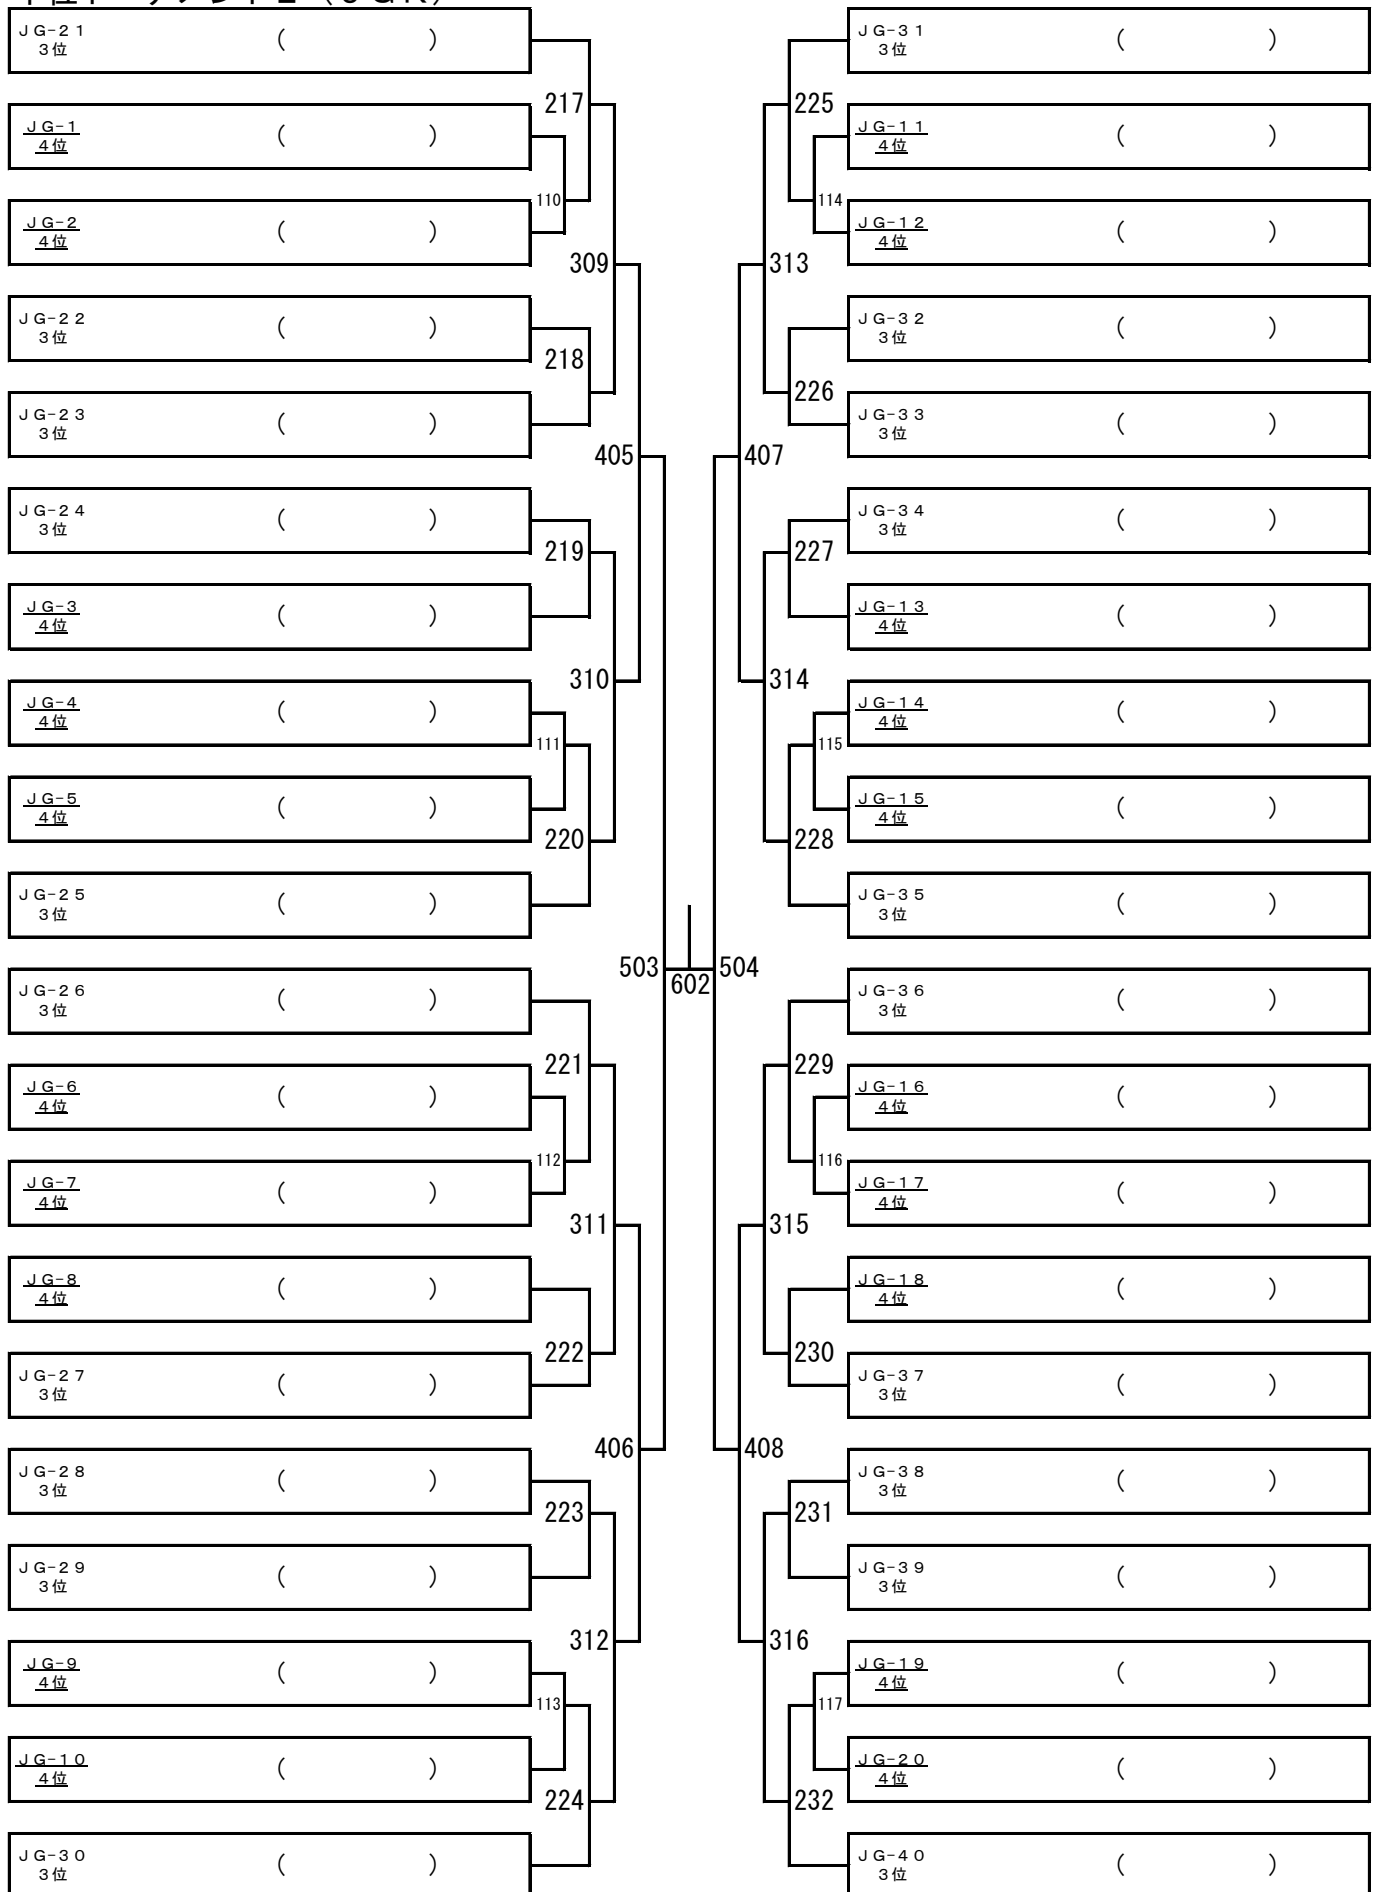 ＪＧ-２１ ( )
３位
217
ＪＧ-１ ( )
４位
110
ＪＧ-２ ( )
４位
309
ＪＧ-２２ ( )
３位
218
ＪＧ-２３ ( )
３位
405
ＪＧ-２４ ( )
３位
219
ＪＧ-３ ( )
４位
310
ＪＧ-４ ( )
４位
111
ＪＧ-５ ( )
４位
220
ＪＧ-２５ ( )
３位
503
602
504
ＪＧ-２６ ( )
３位
221
ＪＧ-６ ( )
４位
112
ＪＧ-７ ( )
４位
311
ＪＧ-８ ( )
４位
222
ＪＧ-２７ ( )
３位
406
ＪＧ-２８ ( )
３位
223
ＪＧ-２９ ( )
３位
312
ＪＧ-９ ( )
４位
113
ＪＧ-１０ ( )
４位
224
ＪＧ-３０ ( )
３位
ＪＧ-３１ ( )
３位
225
ＪＧ-１１ ( )
４位
114
ＪＧ-１２ ( )
４位
313
ＪＧ-３２ ( )
３位
226
ＪＧ-３３ ( )
３位
407
ＪＧ-３４ ( )
３位
227
ＪＧ-１３ ( )
４位
314
ＪＧ-１４ ( )
４位
115
ＪＧ-１５ ( )
４位
228
ＪＧ-３５ ( )
３位
ＪＧ-３６ ( )
３位
229
ＪＧ-１６ ( )
４位
116
ＪＧ-１７ ( )
４位
315
ＪＧ-１８ ( )
４位
230
ＪＧ-３７ ( )
３位
408
ＪＧ-３８ ( )
３位
231
ＪＧ-３９ ( )
３位
316
ＪＧ-１９ ( )
４位
117
ＪＧ-２０ ( )
４位
232
ＪＧ-４０ ( )
３位